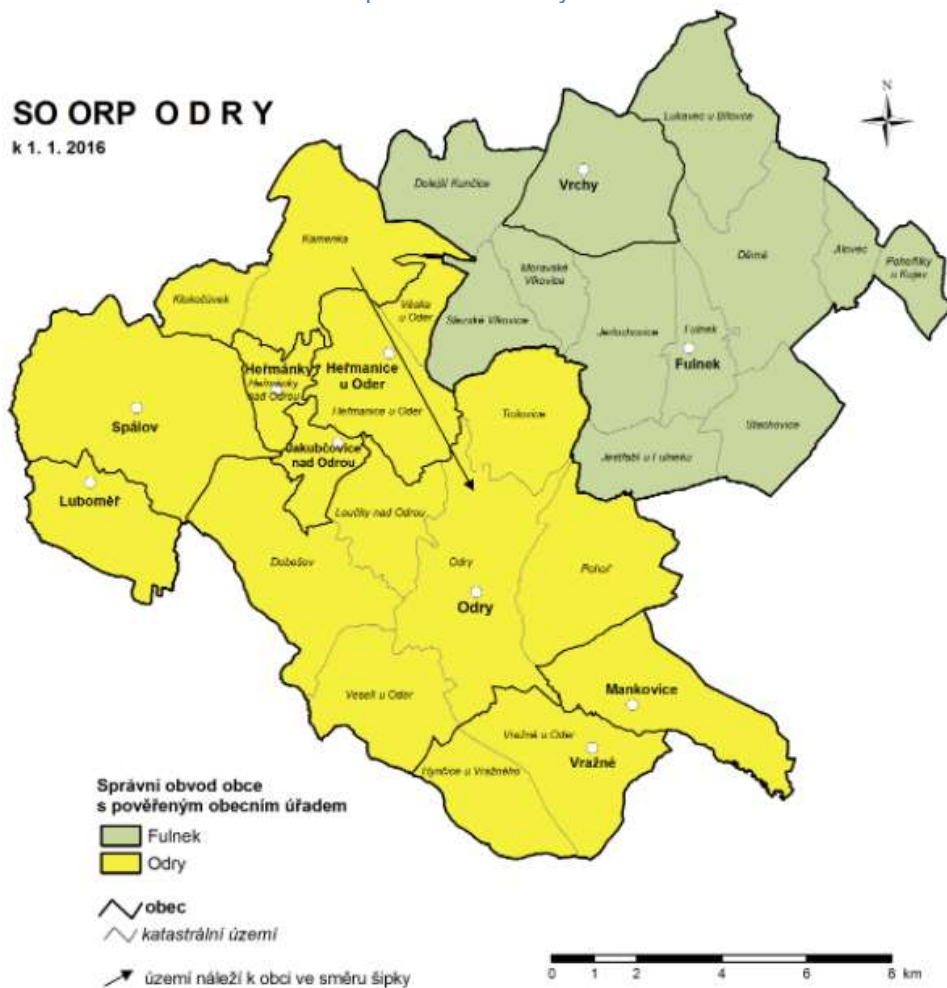 SO ORP O D R Y
k 1. 1. 2016
N
Lukavec u Bílovce
Dolejší Kunčice
Vrchy
Kamenka
Děrné
Jílovec
Pohořílky
u Kujav
Moravské
Vlkovice
Klokočůvek
Vítovka
u Oder
Slezské Vlkovice
Jerlochovice
Fulnek
Fulnek
Heřmánky
Heřmánky
nad Odrou
Heřmanice
u Oder
Heřmanice u Oder
Spálov
Trnkovice
Stachovice
Jakubčovice
nad Odrou
Jestřabí u Fulneku
Luboměř
Loučky nad Odrou
Dobešov
Odry
Pohoř
Odry
Veselí u Oder
Mankovice
Vražné u Oder
Vražné
Hynčice u Vražného
Správní obvod obce
s pověřeným obecním úřadem
Fulnek
Odry
obec
katastrální území
území náleží k obci ve směru šipky
0 1 2 4 6 8 km